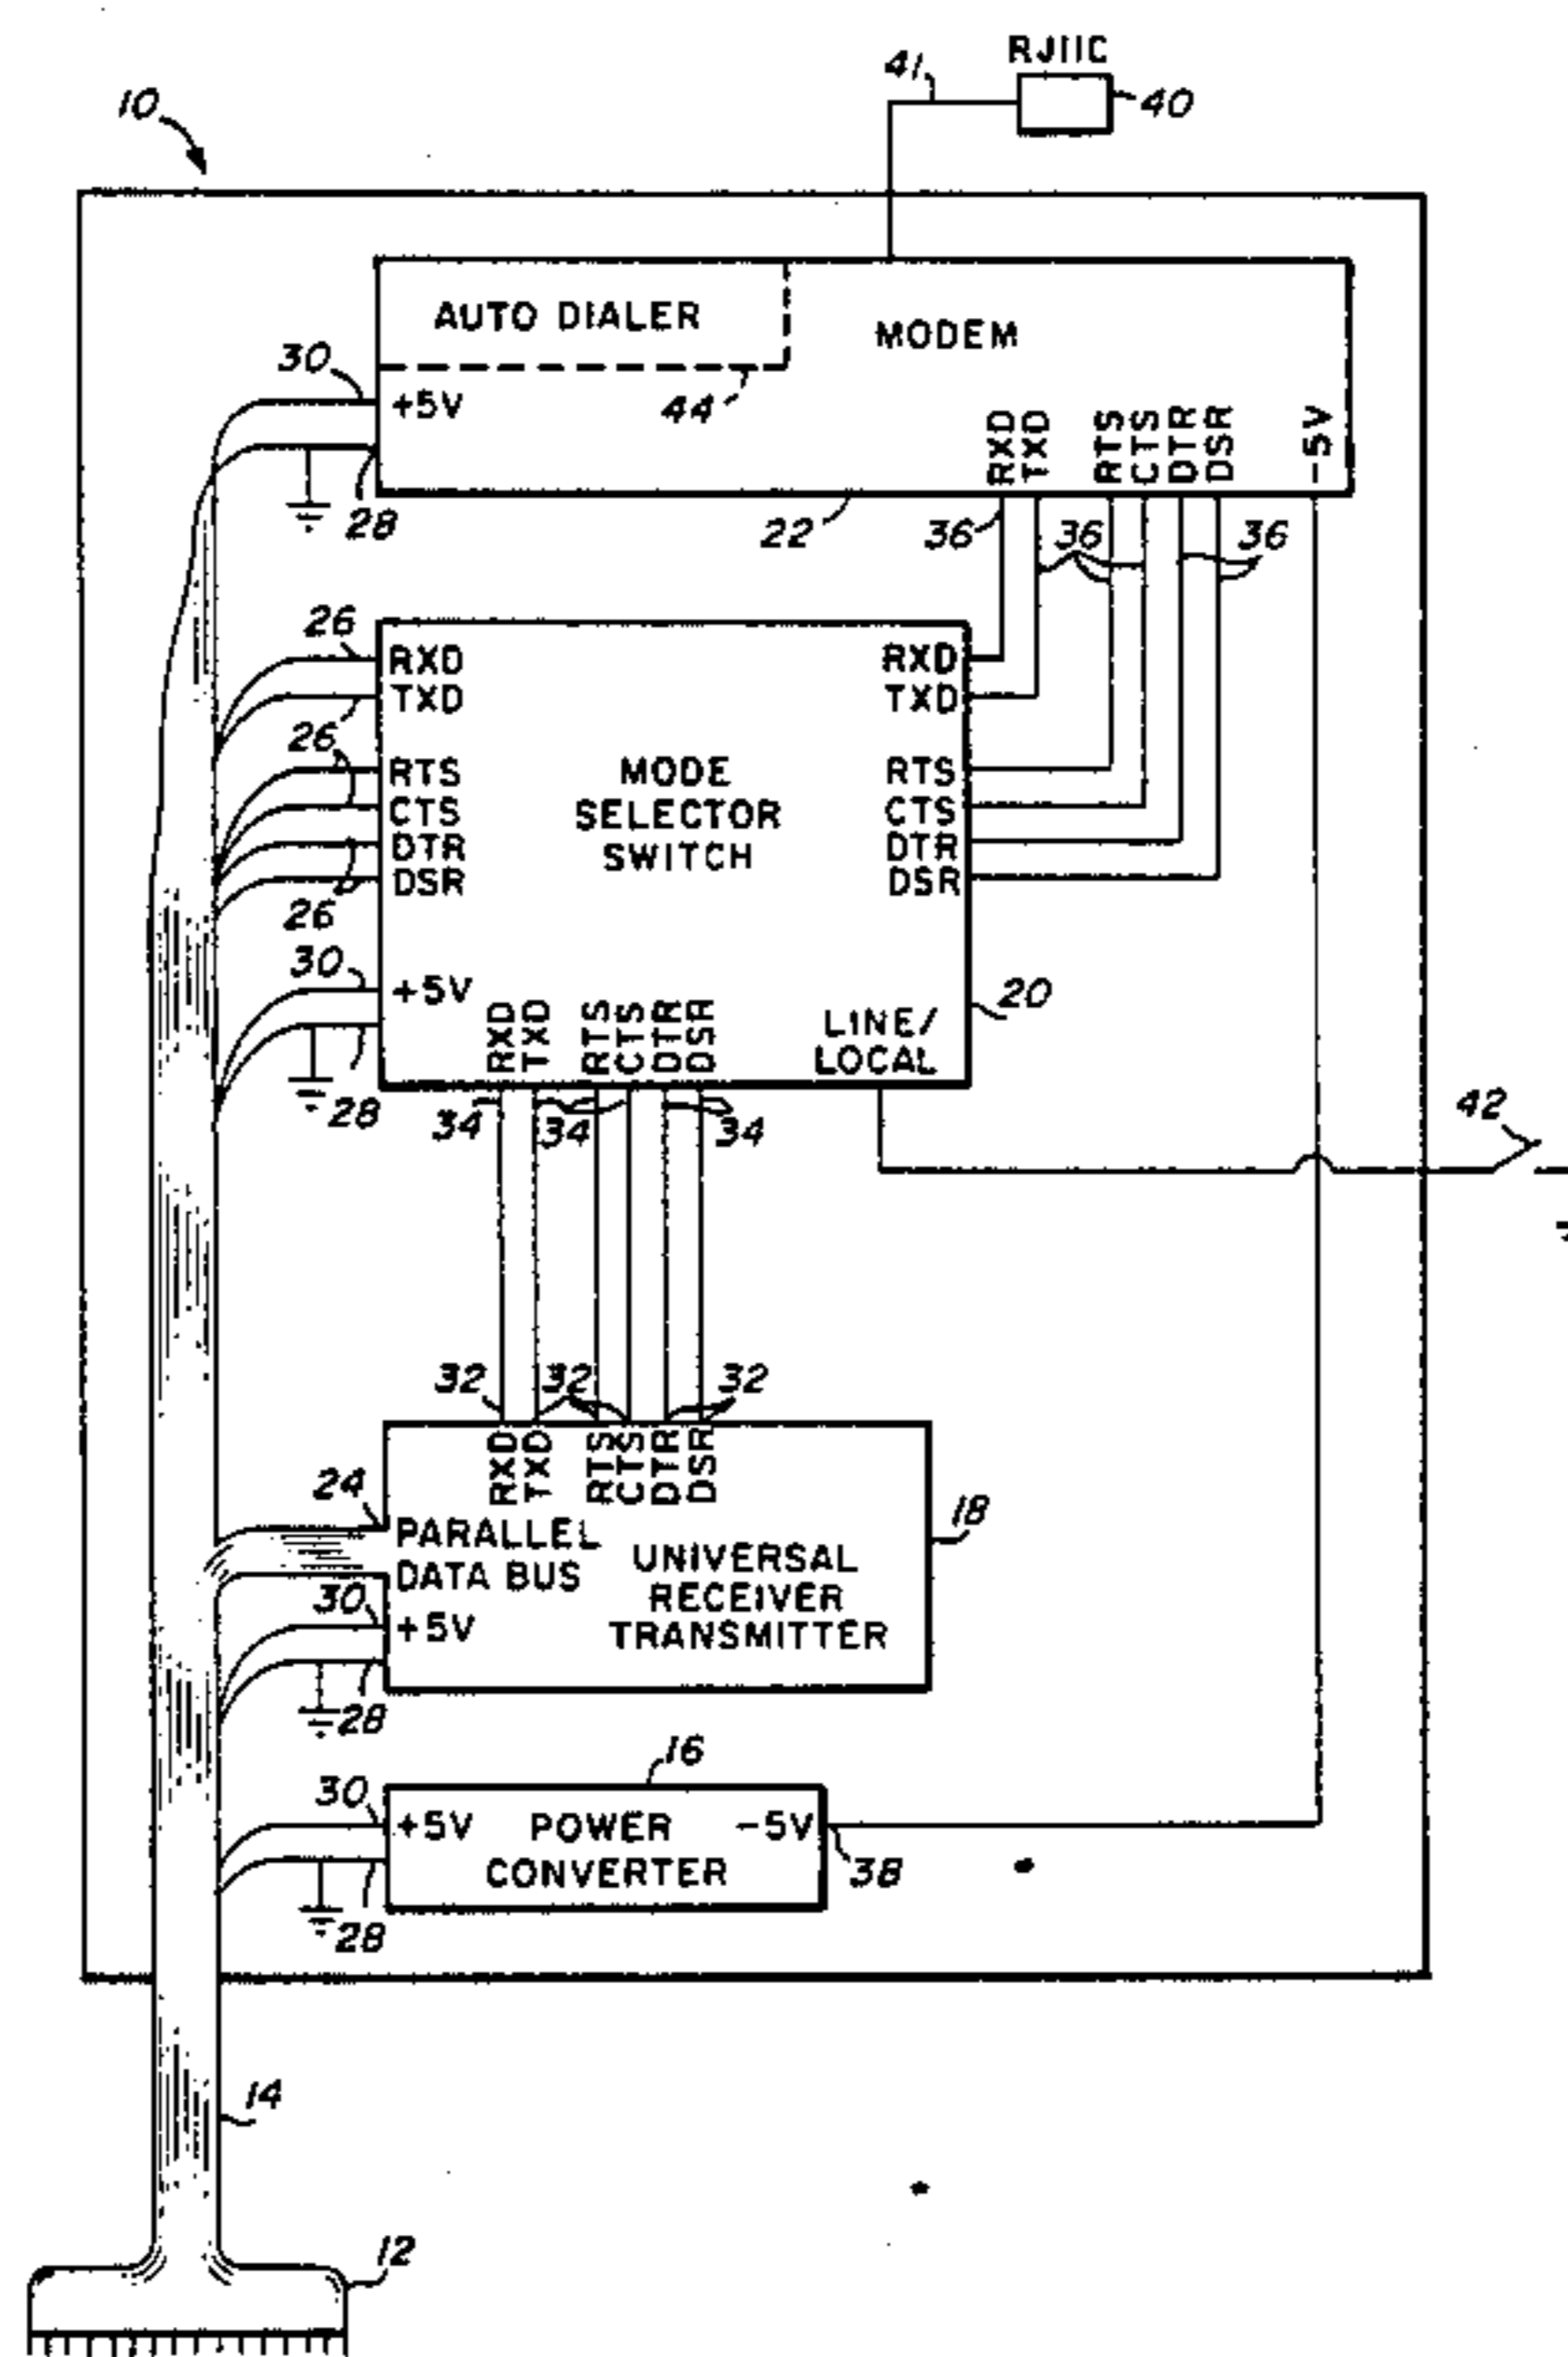 RJ11C
41
40
10
AUTO DIALER
MODEM
30
+5V
44
RXD
TXD
RTS
CTS
DTR
DSR
-5V
28
22
36
36
36
26
RXD
TXD
RXD
TXD
26
RTS
CTS
DTR
DSR
MODE
SELECTOR
SWITCH
RTS
CTS
DTR
DSR
26
30
+5V
20
RXD
TXD
RTS
CTS
DTR
DSR
LINE/
LOCAL
28
34
34
34
42
32
32
32
RXD
TXD
RTS
CTS
DTR
DSR
24
18
PARALLEL
DATA BUS
UNIVERSAL
RECEIVER
TRANSMITTER
30
+5V
28
16
30
+5V
POWER
CONVERTER
-5V
38
28
14
12